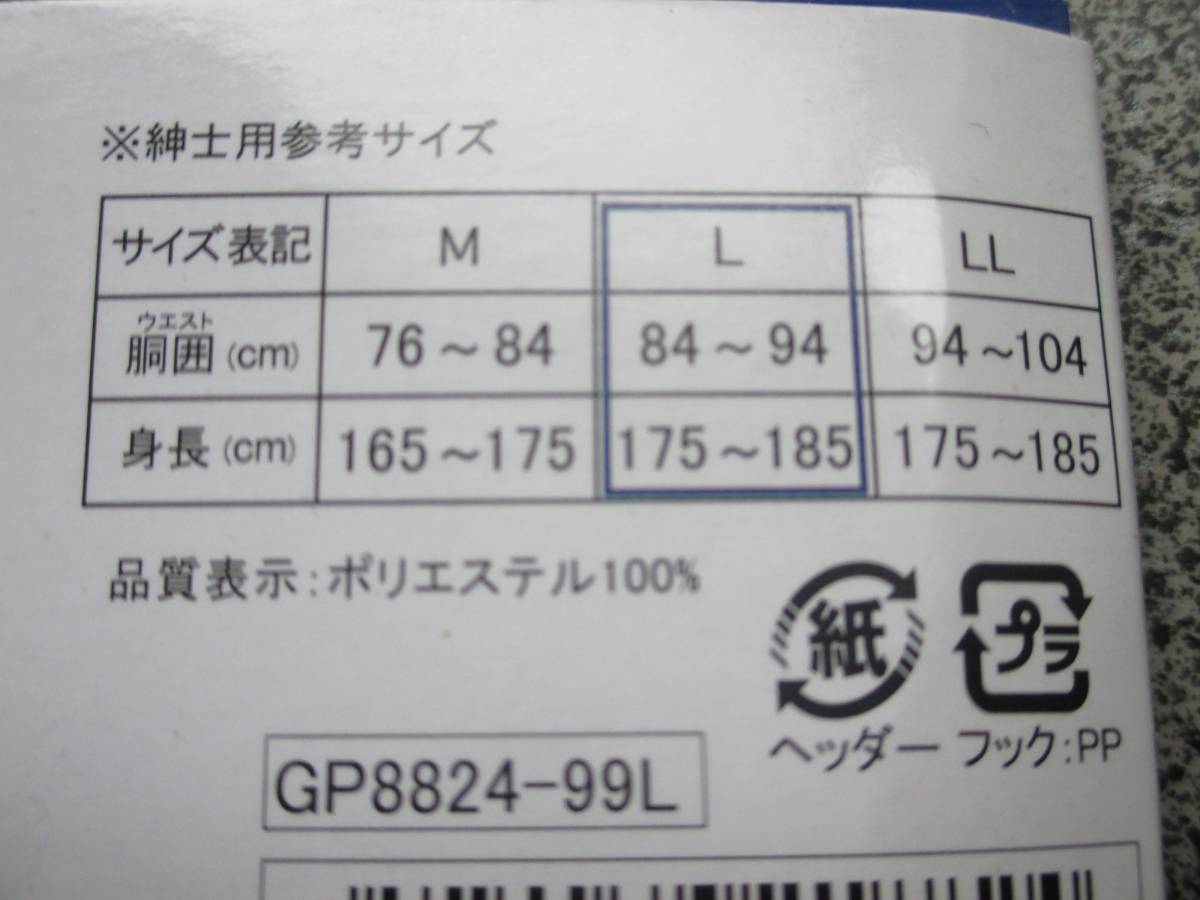 ※紳士用参考サイズ
サイズ表記 M L LL
ウエスト
胴囲(cm) 76～84 84～94 94～104
身長(cm) 165～175 175～185 175～185
品質表示:ポリエステル100%
紙 プラ
ヘッダー フック:PP
GP8824-99L